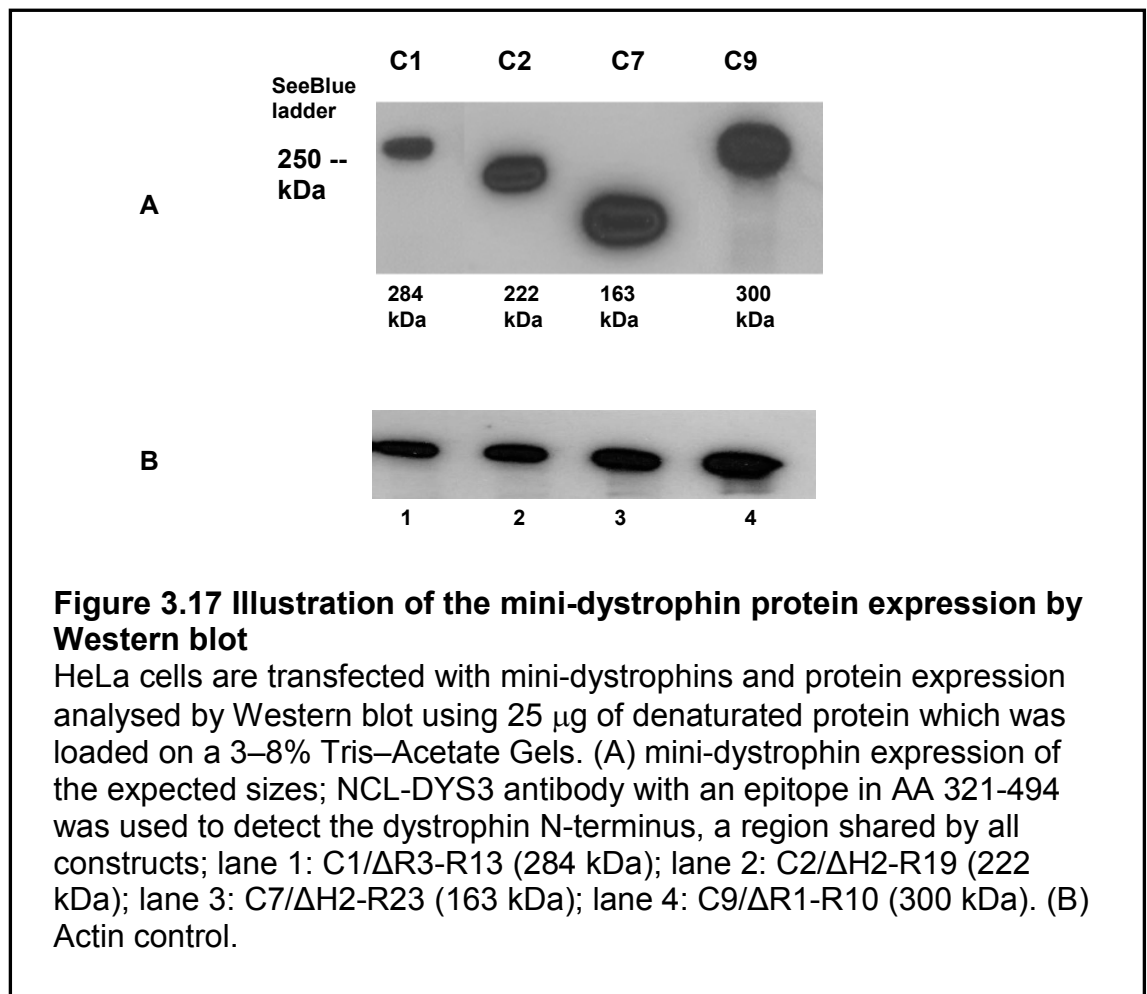 C1 C2 C7 C9
SeeBlue
ladder
250 --
kDa
A
284 222 163 300
kDa kDa kDa kDa
B
1 2 3 4
Figure 3.17 Illustration of the mini-dystrophin protein expression by
Western blot
HeLa cells are transfected with mini-dystrophins and protein expression
analysed by Western blot using 25 μg of denaturated protein which was
loaded on a 3–8% Tris–Acetate Gels. (A) mini-dystrophin expression of
the expected sizes; NCL-DYS3 antibody with an epitope in AA 321-494
was used to detect the dystrophin N-terminus, a region shared by all
constructs; lane 1: C1/ΔR3-R13 (284 kDa); lane 2: C2/ΔH2-R19 (222
kDa); lane 3: C7/ΔH2-R23 (163 kDa); lane 4: C9/ΔR1-R10 (300 kDa). (B)
Actin control.